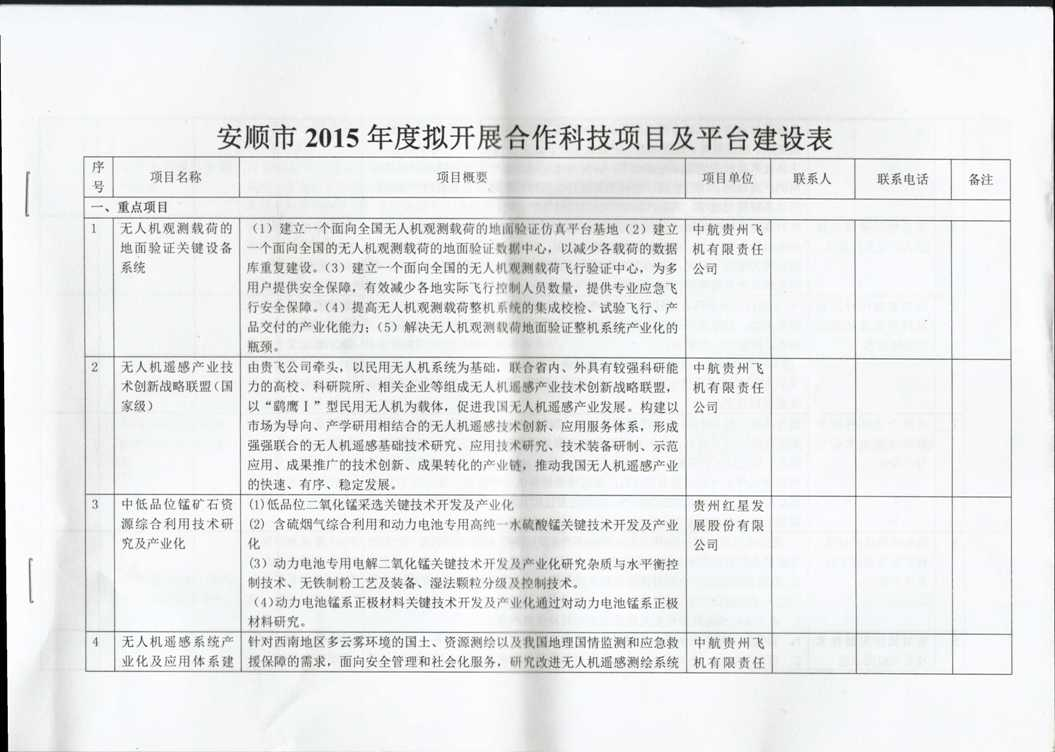 安顺市 2015 年度拟开展合作科技项目及平台建设表
序号 项目名称 项目概要 项目单位 联系人 联系电话 备注
一、重点项目
1 无人机观测载荷的 （1）建立一个面向全国无人机观测载荷的地面验证仿真平台基地（2）建立 中航贵州飞
地面验证关键设备 一个面向全国的无人机观测载荷的地面验证数据中心，以减少各载荷的数据 机有限责任
系统 库重复建设。（3）建立一个面向全国的无人机观测载荷飞行验证中心，为多 公司
用户提供安全保障，有效减少各地实际飞行控制人员数量，提供专业应急飞
行安全保障。（4）提高无人机观测载荷整机系统的集成校检、试验飞行、产
品交付的产业化能力；（5）解决无人机观测载荷地面验证整机系统产业化的
瓶颈。
2 无人机遥感产业技 由贵飞公司牵头，以民用无人机系统为基础，联合省内、外具有较强科研能 中航贵州飞
术创新战略联盟（国 力的高校、科研院所、相关企业等组成无人机遥感产业技术创新战略联盟， 机有限责任
家级） 以“鹞鹰Ⅰ”型民用无人机为载体，促进我国无人机遥感产业发展。构建以 公司
市场为导向、产学研用相结合的无人机遥感技术创新、应用服务体系，形成
强强联合的无人机遥感基础技术研究、应用技术研究、技术装备研制、示范
应用、成果推广的技术创新、成果转化的产业链，推动我国无人机遥感产业
的快速、有序、稳定发展。
3 中低品位锰矿石资 (1)低品位二氧化锰采选关键技术开发及产业化 贵州红星发
源综合利用技术研 (2) 含硫烟气综合利用和动力电池专用高纯一水硫酸锰关键技术开发及产业 展股份有限
究及产业化 化 公司
(3) 动力电池专用电解二氧化锰关键技术开发及产业化研究杂质与水平衡控
制技术、无铁制粉工艺及装备、湿法颗粒分级及控制技术。
(4)动力电池锰系正极材料关键技术开发及产业化通过对动力电池锰系正极
材料研究。
4 无人机遥感系统产 针对西南地区多云雾环境的国土、资源测绘以及我国地理国情监测和应急救 中航贵州飞
业化及应用体系建 援保障的需求，面向安全管理和社会化服务，研究改进无人机遥感测绘系统 机有限责任